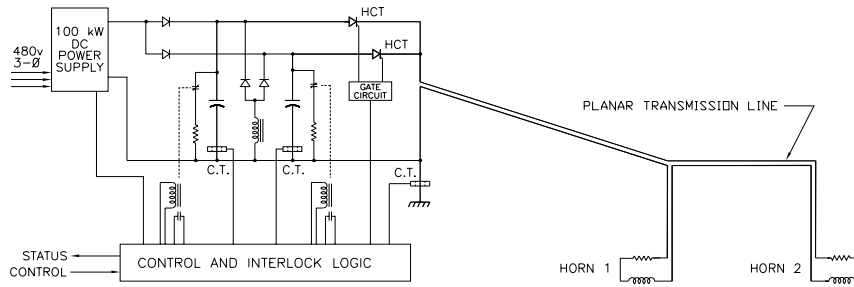 HCT
100 kW
DC
POWER
SUPPLY
480v
3-Ø
HCT
GATE
CIRCUIT
PLANAR TRANSMISSION LINE
C.T.
C.T.
C.T.
STATUS
CONTROL
CONTROL AND INTERLOCK LOGIC
HORN 1
HORN 2